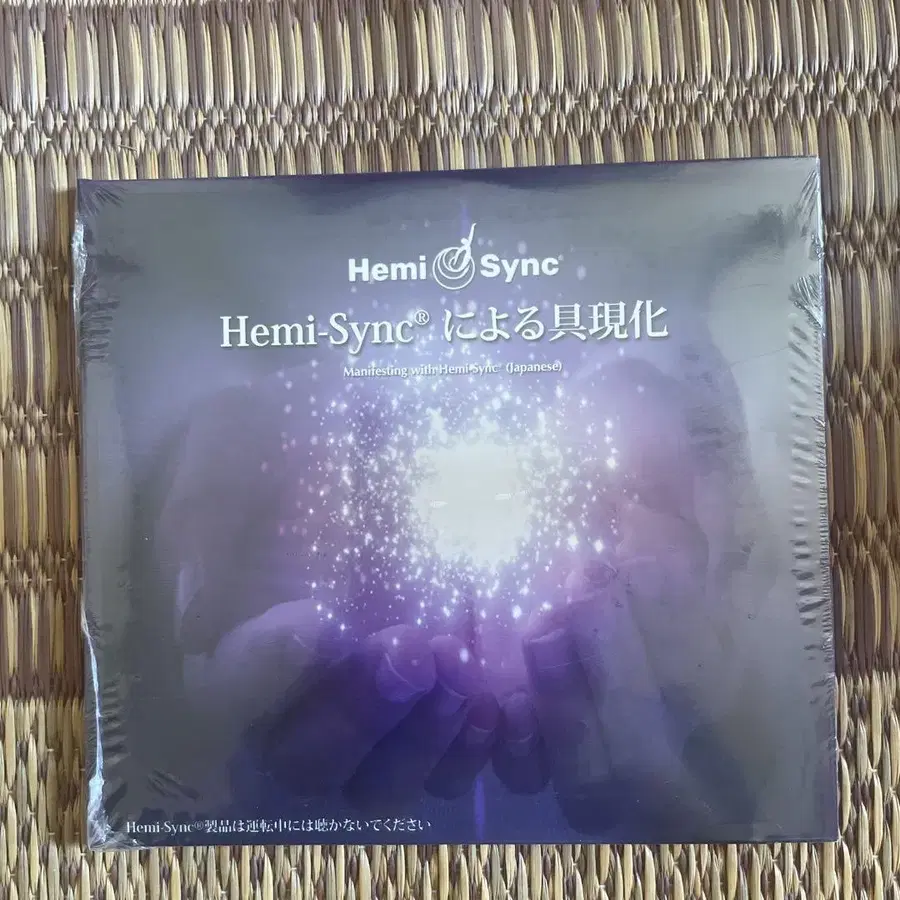 Hemi Sync®
Hemi-Sync® による具現化
Manifesting with Hemi-Sync® (Japanese)
Hemi-Sync®製品は運転中には聴かないでください